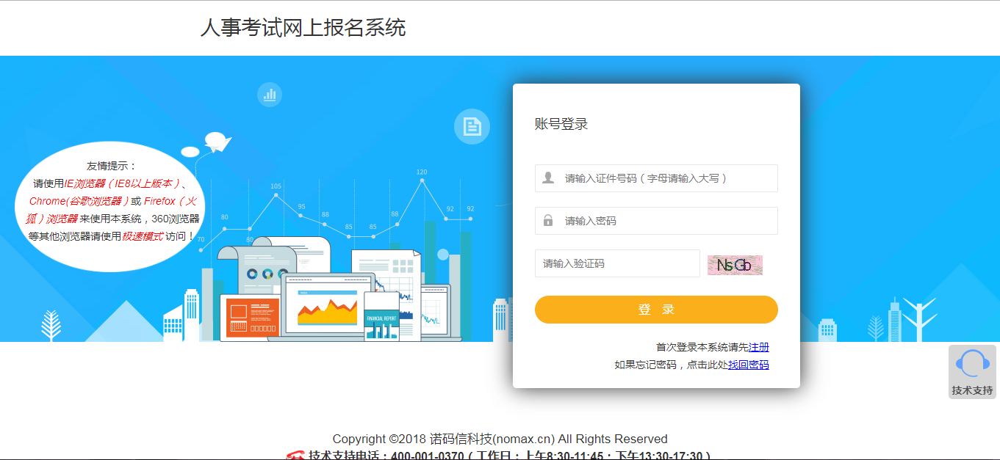 人事考试网上报名系统
友情提示：
请使用IE浏览器（IE8以上版本）、
Chrome(谷歌浏览器）或 Firefox（火
狐）浏览器 来使用本系统，360浏览器
等其他浏览器请使用极速模式 访问！
70
80
80
105
95
88
85
85
88
120
92
92
FINANCIAL REPORT
账号登录
请输入证件号码（字母请输入大写）
请输入密码
请输入验证码
NsGb
登 录
首次登录本系统请先注册
如果忘记密码，点击此处找回密码
技术支持
Copyright ©2018 诺码信科技(nomax.cn) All Rights Reserved
技术支持电话：400-001-0370（工作日：上午8:30-11:45；下午13:30-17:30）